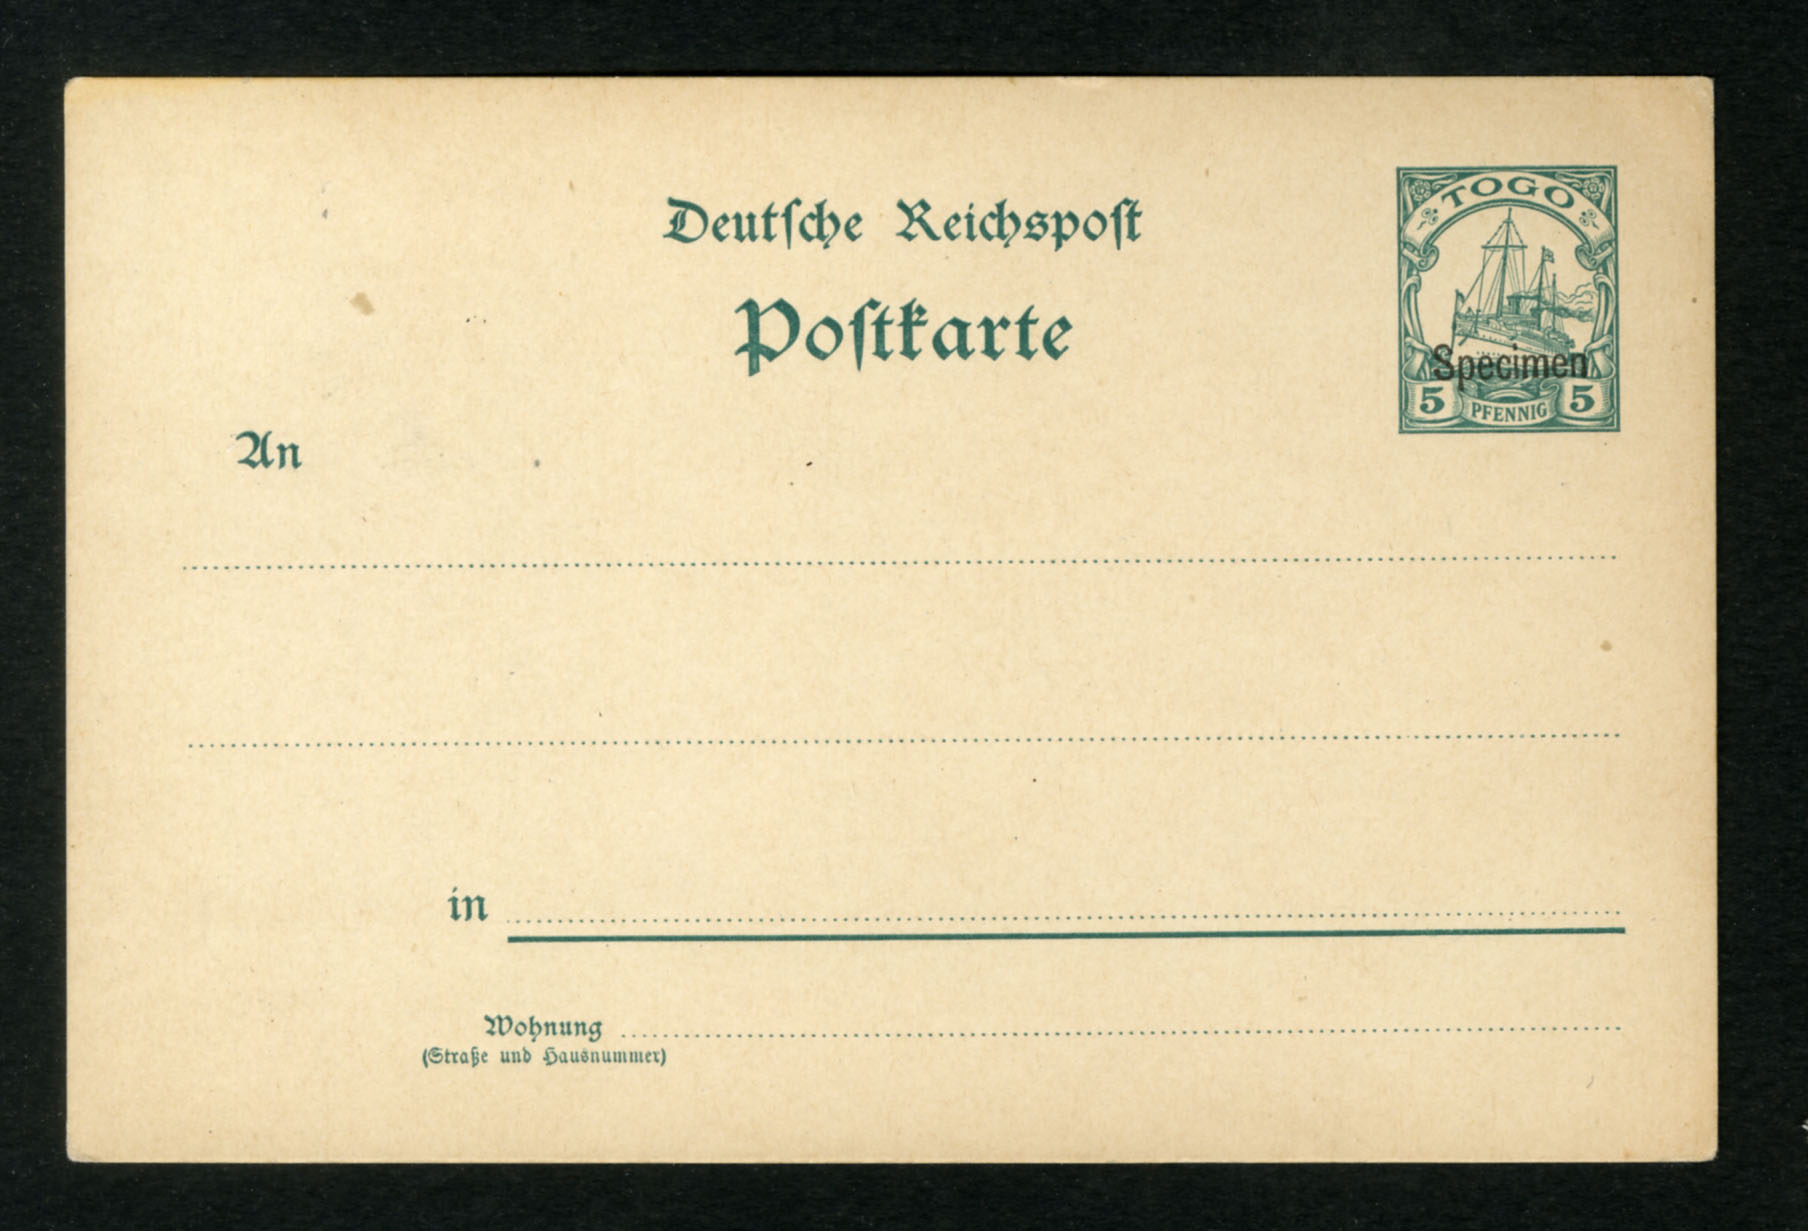 Deutſche Reichspoſt
Poſtkarte
TOGO
Specimen
5 PFENNIG 5
An
in
Wohnung
(Straße und Hausnummer)